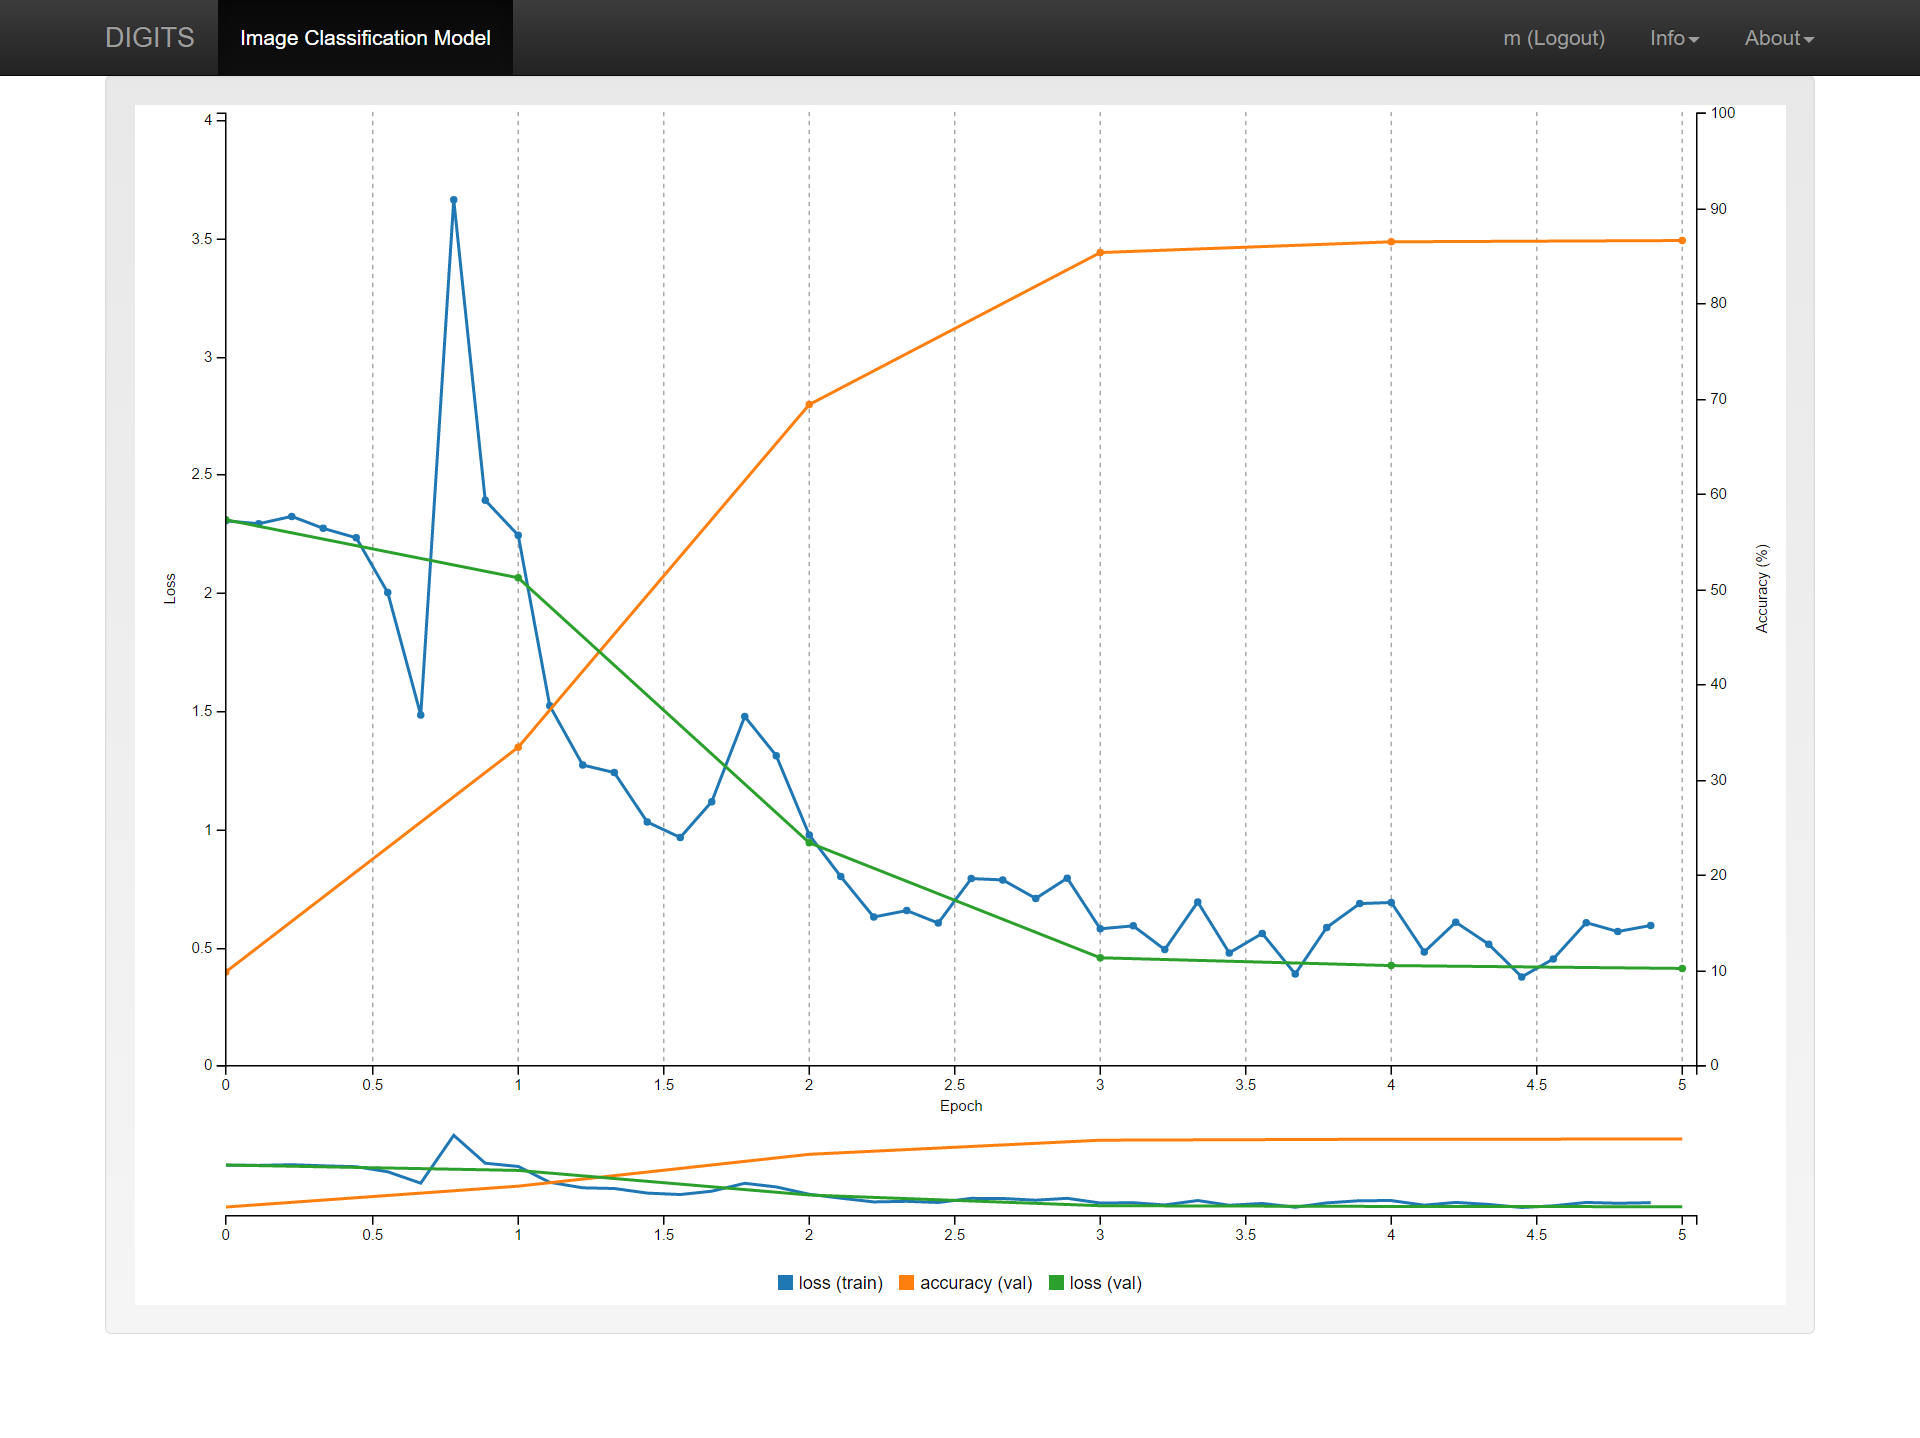 DIGITS Image Classification Model m (Logout) Info About
4 100
3.5 90
3 80
2.5 70
2 60
1.5 50
1 40
0.5 30
0 20
10
0
Loss
Accuracy (%)
0 0.5 1 1.5 2 2.5 3 3.5 4 4.5 5
Epoch
0 0.5 1 1.5 2 2.5 3 3.5 4 4.5 5
loss (train) accuracy (val) loss (val)